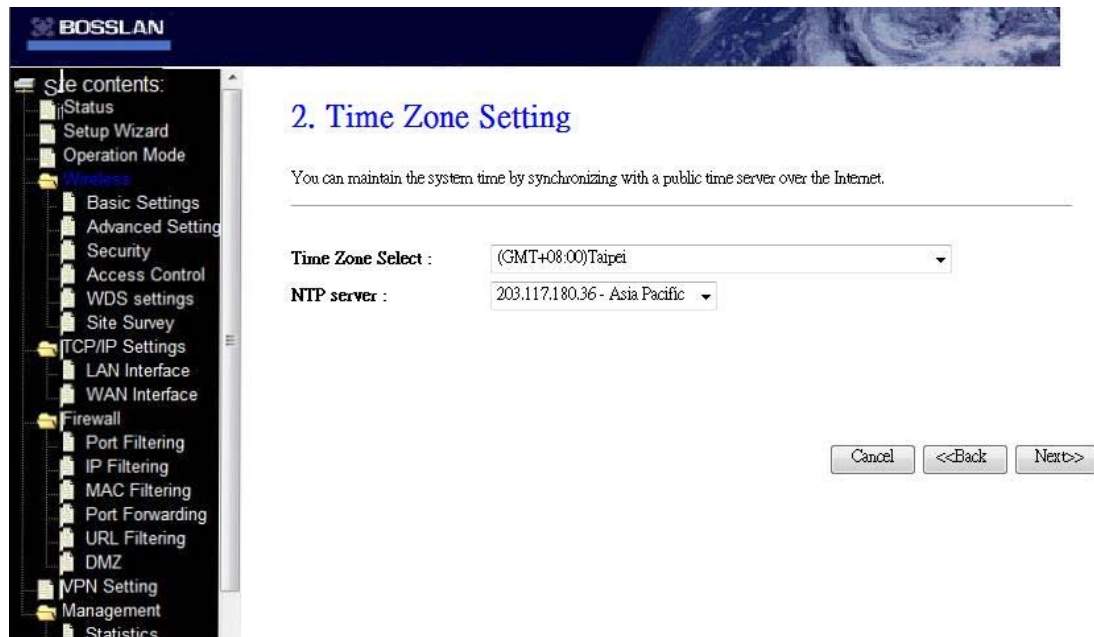 BOSSLAN
Site contents:
Status
Setup Wizard
Operation Mode
Wireless
Basic Settings
Advanced Setting
Security
Access Control
WDS settings
Site Survey
TCP/IP Settings
LAN Interface
WAN Interface
Firewall
Port Filtering
IP Filtering
MAC Filtering
Port Forwarding
URL Filtering
DMZ
VPN Setting
Management
Statistics
2. Time Zone Setting
You can maintain the system time by synchronizing with a public time server over the Internet.
Time Zone Select : (GMT+08:00)Taipei
NTP server : 203.117.180.36 - Asia Pacific
Cancel <<Back Next>>